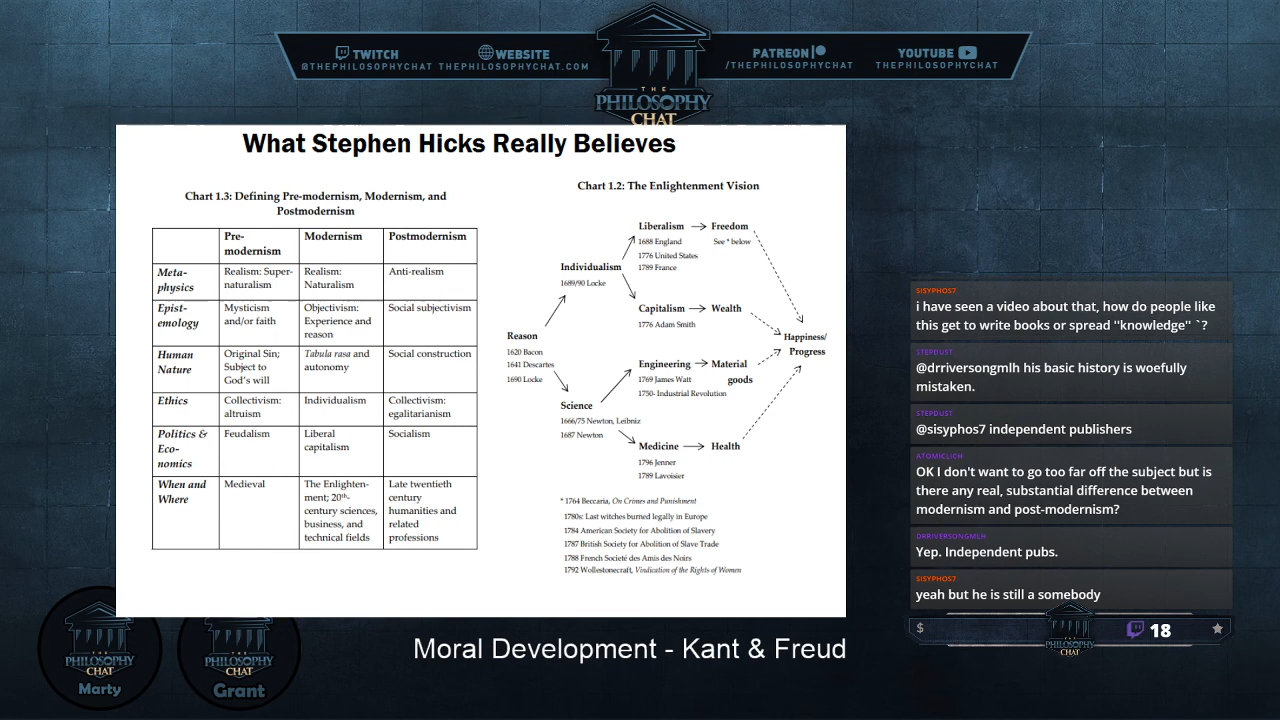 TWITCH
@THEPHILOSOPHYCHAT
WEBSITE
THEPHILOSOPHYCHAT.COM
THE
PHILOSOPHY
CHAT
PATREON
/THEPHILOSOPHYCHAT
YOUTUBE
THEPHILOSOPHYCHAT
What Stephen Hicks Really Believes
Chart 1.3: Defining Pre-modernism, Modernism, and
Postmodernism
Pre-
modernism
Modernism
Postmodernism
Meta-
physics
Realism: Super-
naturalism
Realism:
Naturalism
Anti-realism
Epist-
emology
Mysticism
and/or faith
Objectivism:
Experience and
reason
Social subjectivism
Human
Nature
Original Sin;
Subject to
God's will
Tabula rasa and
autonomy
Social construction
Ethics
Collectivism:
altruism
Individualism
Collectivism:
egalitarianism
Politics &
Eco-
nomics
Feudalism
Liberal
capitalism
Socialism
When and
Where
Medieval
The Enlighten-
ment; 20th-
century sciences,
business, and
technical fields
Late twentieth
century
humanities and
related
professions
Chart 1.2: The Enlightenment Vision
Liberalism
1688 England
1776 United States
1789 France
Freedom
See * below
Individualism
1689/90 Locke
Capitalism
1776 Adam Smith
Wealth
Reason
1620 Bacon
1641 Descartes
1690 Locke
Happiness/
Progress
Engineering
1769 James Watt
1750- Industrial Revolution
Material
goods
Science
1666/75 Newton, Leibniz
1687 Newton
Medicine
1796 Jenner
1789 Lavoisier
Health
* 1764 Beccaria, On Crimes and Punishment
1780s: Last witches burned legally in Europe
1784 American Society for Abolition of Slavery
1787 British Society for Abolition of Slave Trade
1788 French Societé des Amis des Noirs
1792 Wollestonecraft, Vindication of the Rights of Women
SISYPHOS7
i have seen a video about that, how do people like
this get to write books or spread "knowledge" `?
STEPDUST
@drriversongmlh his basic history is woefully
mistaken.
STEPDUST
@sisyphos7 independent publishers
ATOMICLICH
OK I don't want to go too far off the subject but is
there any real, substantial difference between
modernism and post-modernism?
DRRIVERSONGMLH
Yep. Independent pubs.
SISYPHOS7
yeah but he is still a somebody
$
THE
PHILOSOPHY
CHAT
18
THE
PHILOSOPHY
CHAT
Marty
THE
PHILOSOPHY
CHAT
Grant
Moral Development - Kant & Freud